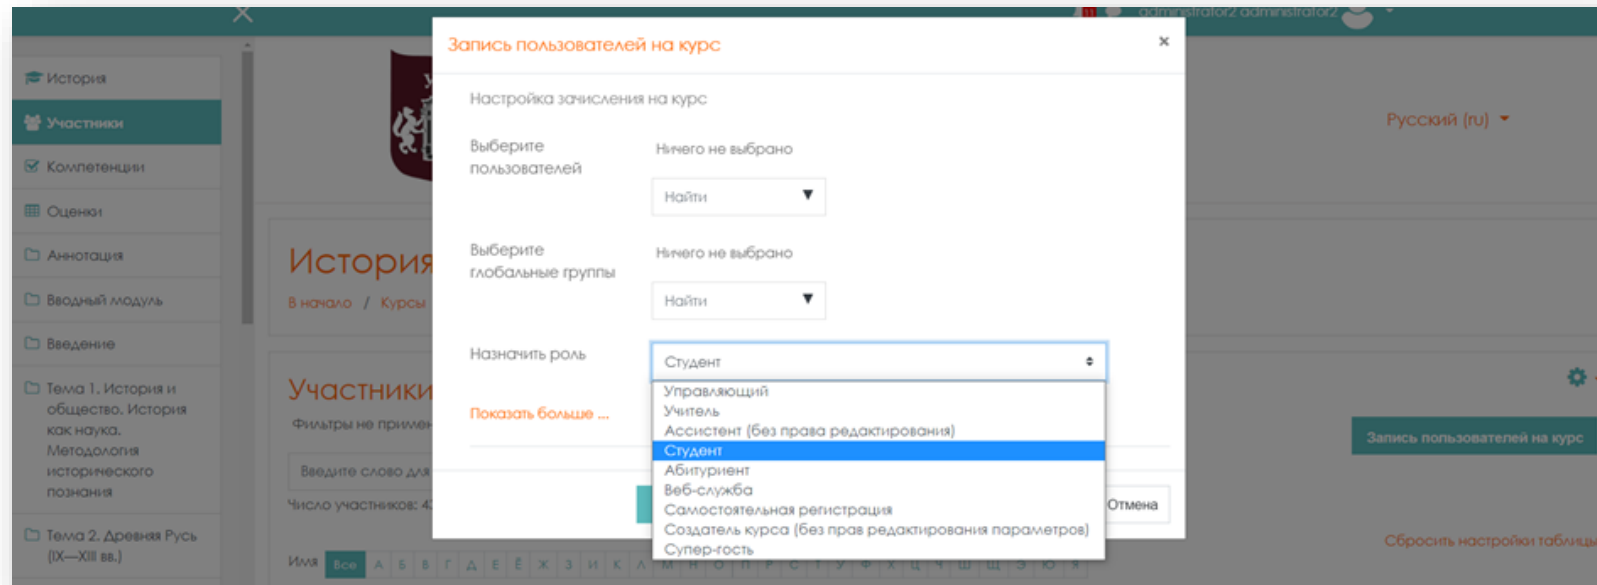 11
administrator2 administrator2
Запись пользователей на курс
×
История
Участники
Компетенции
Оценки
Аннотация
Вводный модуль
Введение
Тема 1. История и
общество. История
как наука.
Методология
исторического
познания
Тема 2. Древняя Русь
(IX—XIII вв.)
Русский (ru)
История
В начало / Курсы
Участники
Фильтры не примен
Введите слово для
Число участников: 4
Имя Все А Б В Г Д Е Ё Ж З И К Л М Н О П Р С Т У Ф Х Ц Ч Ш Щ Э Ю Я
Настройка зачисления на курс
Выберите
пользователей
Ничего не выбрано
Найти
Выберите
глобальные группы
Ничего не выбрано
Найти
Назначить роль
Студент
Управляющий
Учитель
Ассистент (без права редактирования)
Студент
Абитуриент
Веб-служба
Самостоятельная регистрация
Создатель курса (без прав редактирования параметров)
Супер-гость
Показать больше ...
Отмена
Запись пользователей на курс
Сбросить настройки таблицы